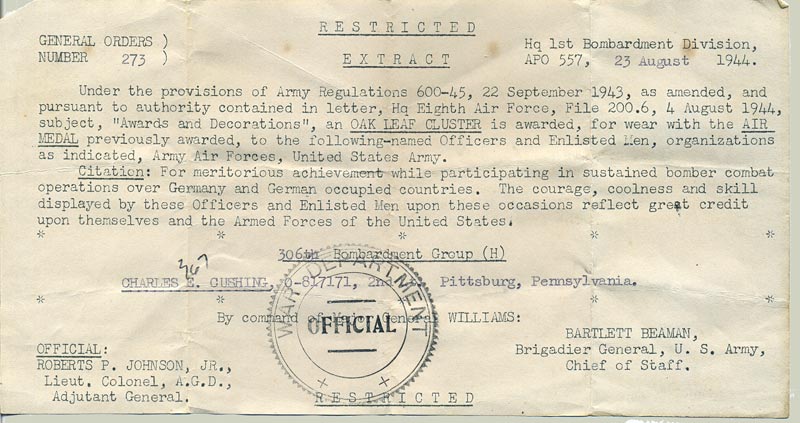 RESTRICTED
GENERAL ORDERS )
NUMBER 273 )
EXTRACT
Hq 1st Bombardment Division,
APO 557, 23 August 1944.
Under the provisions of Army Regulations 600-45, 22 September 1943, as amended, and
pursuant to authority contained in letter, Hq Eighth Air Force, File 200.6, 4 August 1944,
subject, "Awards and Decorations", an OAK LEAF CLUSTER is awarded, for wear with the AIR
MEDAL previously awarded, to the following-named Officers and Enlisted Men, organizations
as indicated, Army Air Forces, United States Army.
Citation: For meritorious achievement while participating in sustained bomber combat
operations over Germany and German occupied countries. The courage, coolness and skill
displayed by these Officers and Enlisted Men upon these occasions reflect great credit
upon themselves and the Armed Forces of the United States.
* * * *
306th Bombardment Group (H)
367
CHARLES E. CUSHING, O-817171, 2nd Pittsburg, Pennsylvania.
* * * *
By command of Major General WILLIAMS:
WAR DEPARTMENT
OFFICIAL
BARTLETT BEAMAN,
Brigadier General, U. S. Army,
Chief of Staff.
OFFICIAL:
ROBERTS P. JOHNSON, JR.,
Lieut. Colonel, A.G.D.,
Adjutant General.
RESTRICTED